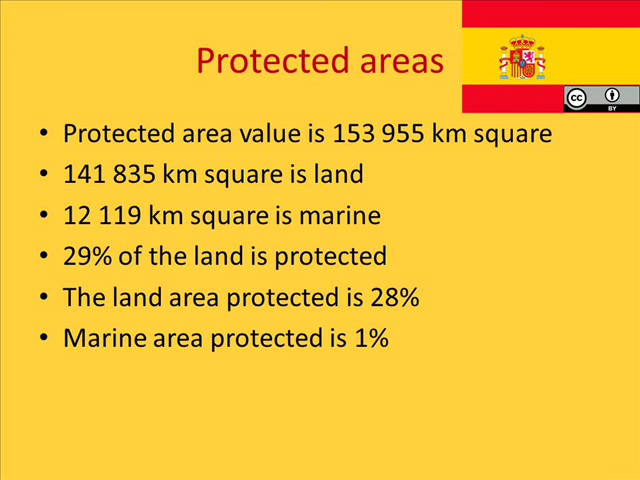 Protected areas
cc
BY
• Protected area value is 153 955 km square
• 141 835 km square is land
• 12 119 km square is marine
• 29% of the land is protected
• The land area protected is 28%
• Marine area protected is 1%